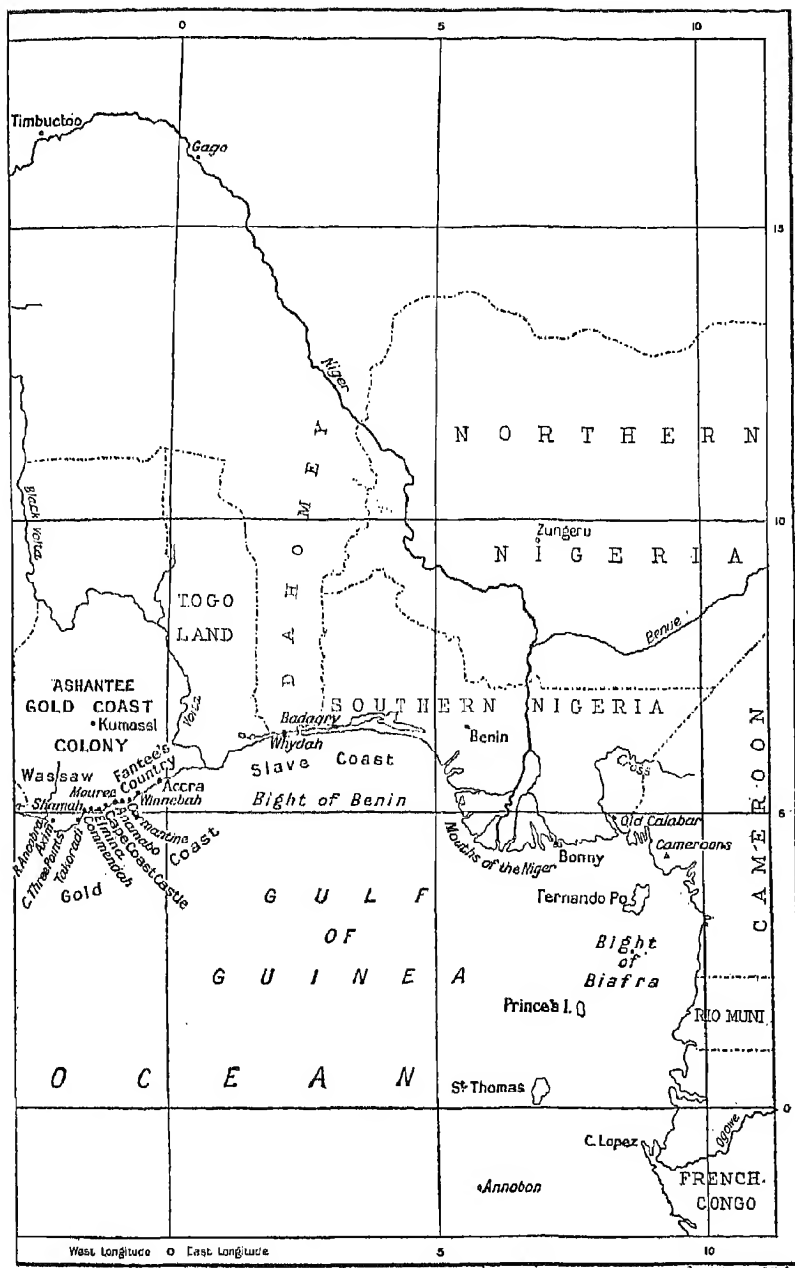 0 5 10
Timbuctoo
Gago
15
Niger
NORTHERN
DAHOMEY
Black Volta
10
Zungeru
NIGERIA
TOGO
LAND
Benue
ASHANTEE
GOLD COAST
Kumassi
COLONY
Volta
SOUTHERN NIGERIA
Badagry
Whydah
Benin
Slave Coast
Wassaw
Fantee's
Country
Mouree
Accra
Shamah
Winnebah
Bight of Benin
Cross
CAMEROON
5
R. Anobra
Axim
C. Three Points
Takoradi
Commendah
Elmina
Cape Coast Castle
Anamabo
Cormantine
Gold Coast
Mouths of the Niger
Bonny
Old Calabar
Cameroons
GULF
OF
GUINEA
Fernando Po
Bight
of
Biafra
Prince's I.
RIO MUNI
OCEAN
St. Thomas
0
C. Lopez
Ogowe
FRENCH
CONGO
Annobon
West Longitude 0 East Longitude 5 10